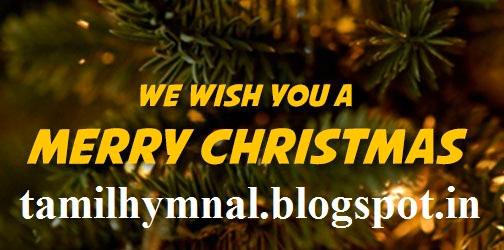 WE WISH YOU A
MERRY CHRISTMAS
tamilhymnal.blogspot.in